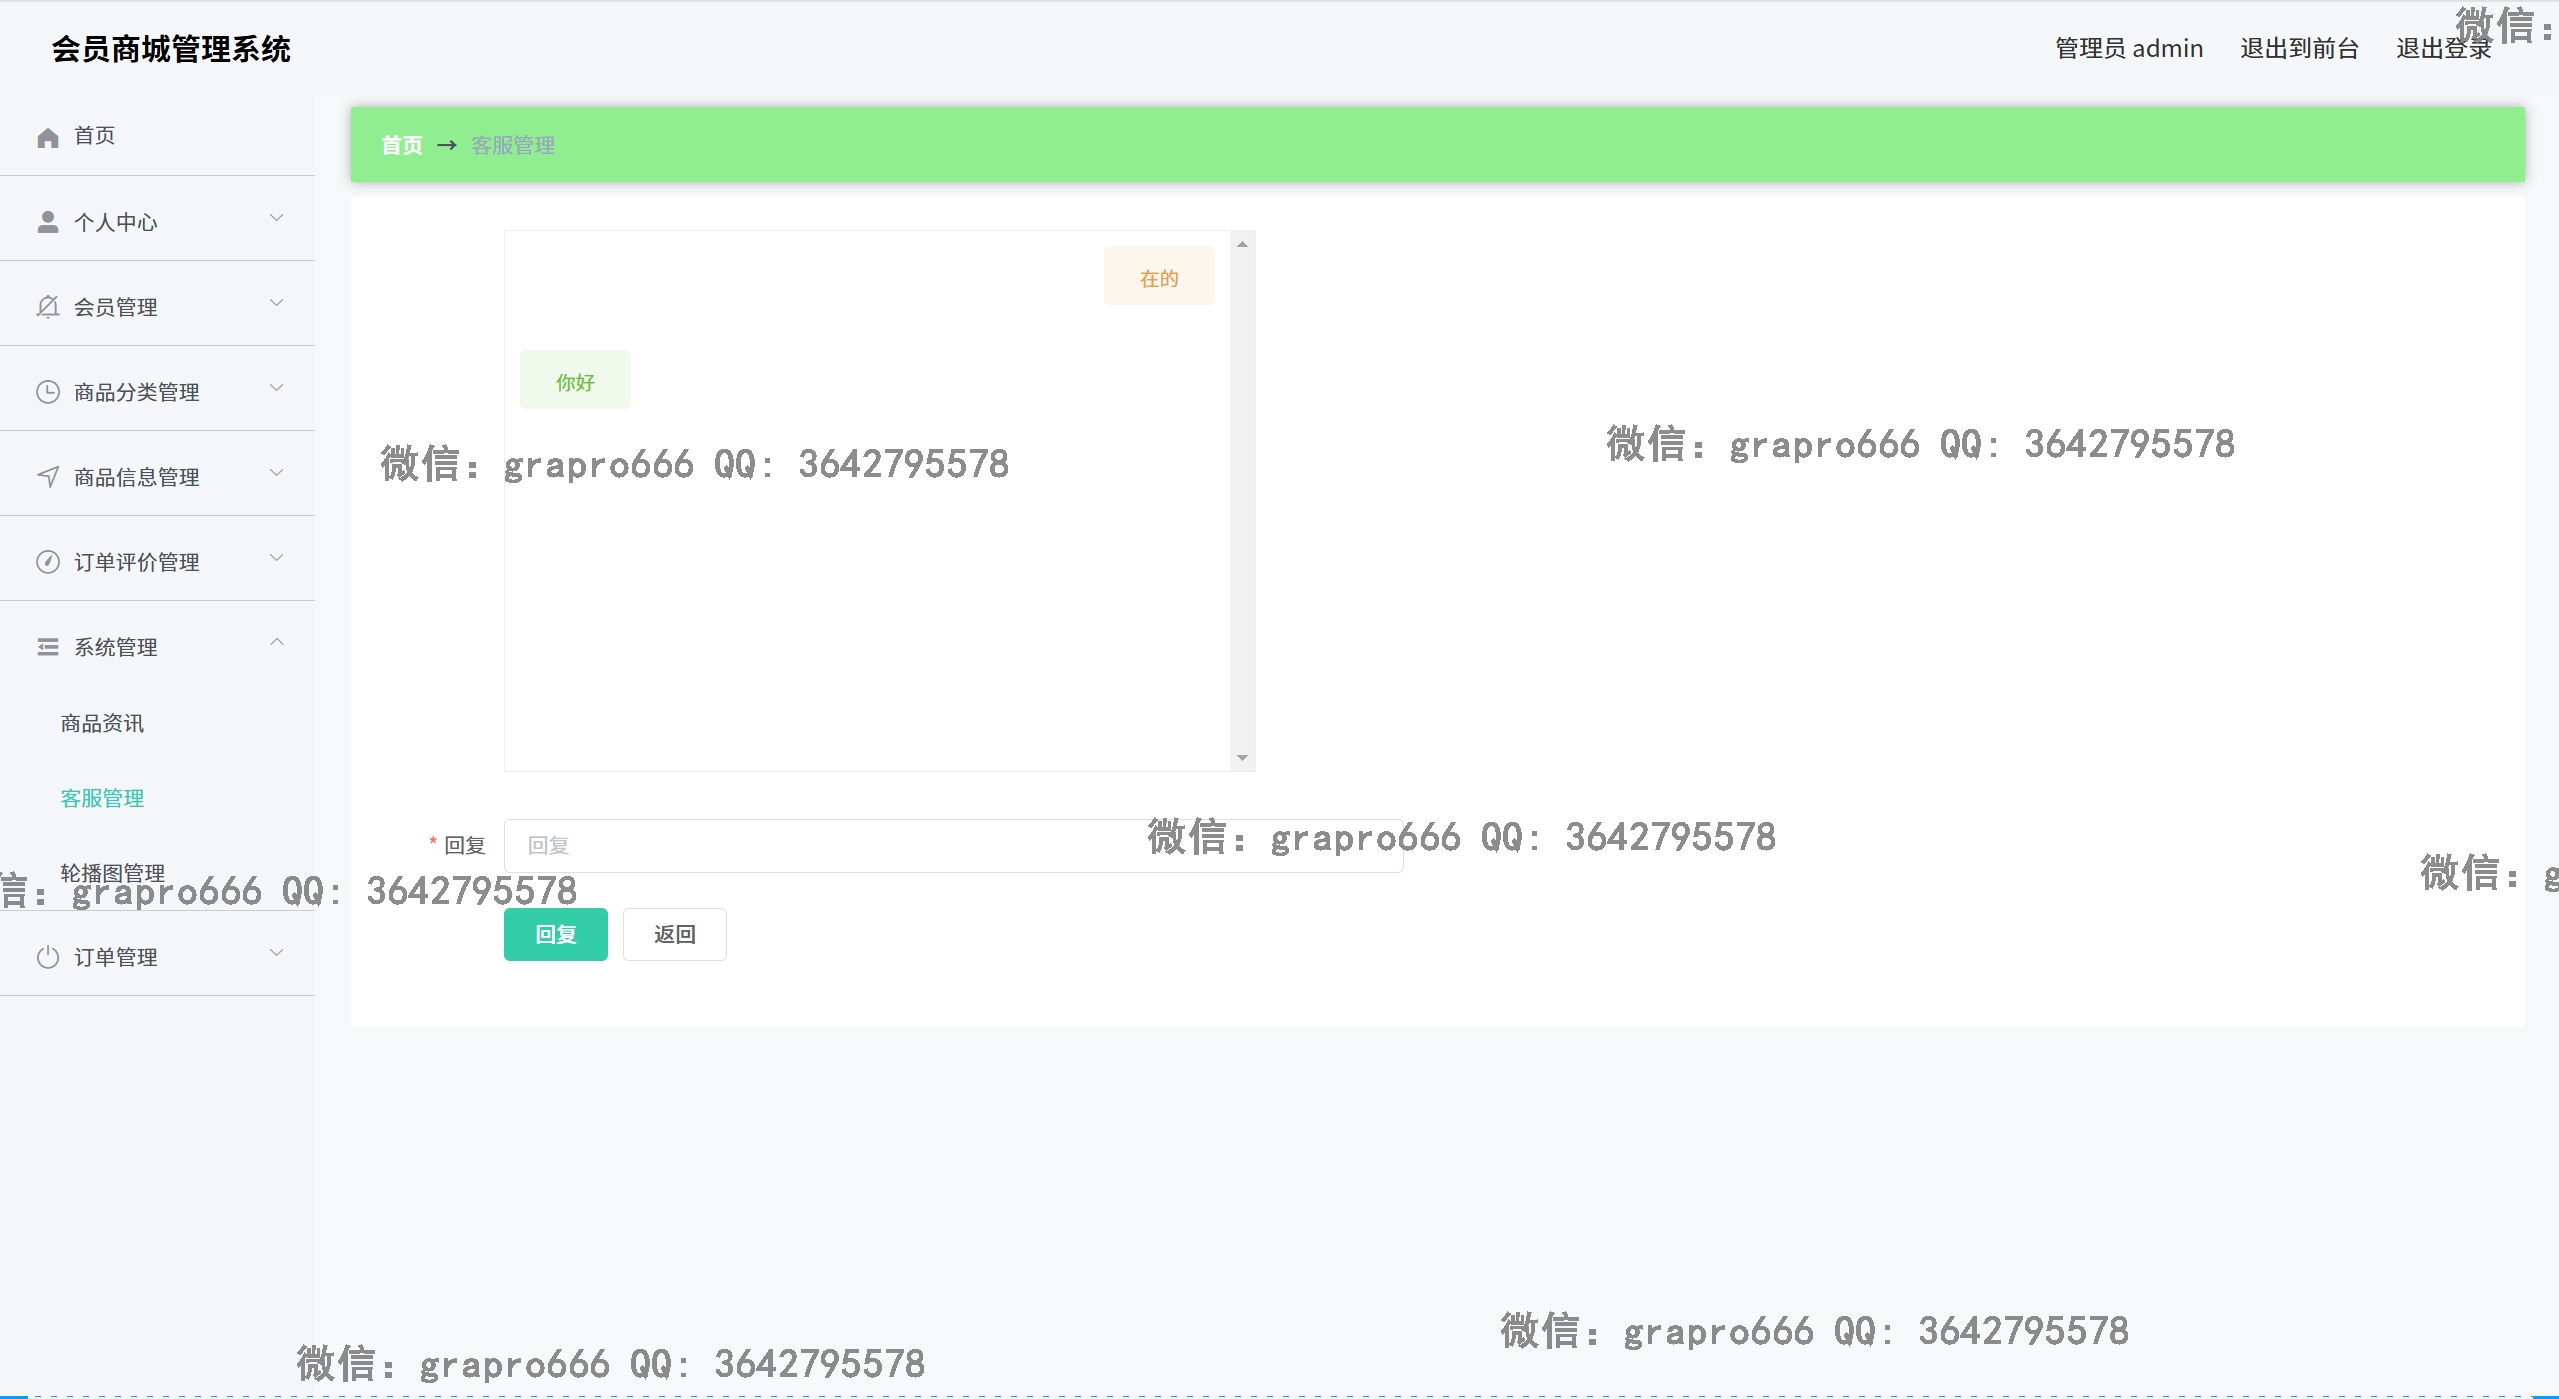 会员商城管理系统
管理员 admin
退出到前台
退出登录
微信：
首页
个人中心
会员管理
商品分类管理
商品信息管理
订单评价管理
系统管理
商品资讯
客服管理
轮播图管理
订单管理
首页 → 客服管理
在的
你好
微信：grapro666 QQ: 3642795578
微信：grapro666 QQ: 3642795578
* 回复
回复
微信：grapro666 QQ: 3642795578
微信：g
信：grapro666 QQ: 3642795578
回复
返回
微信：grapro666 QQ: 3642795578
微信：grapro666 QQ: 3642795578